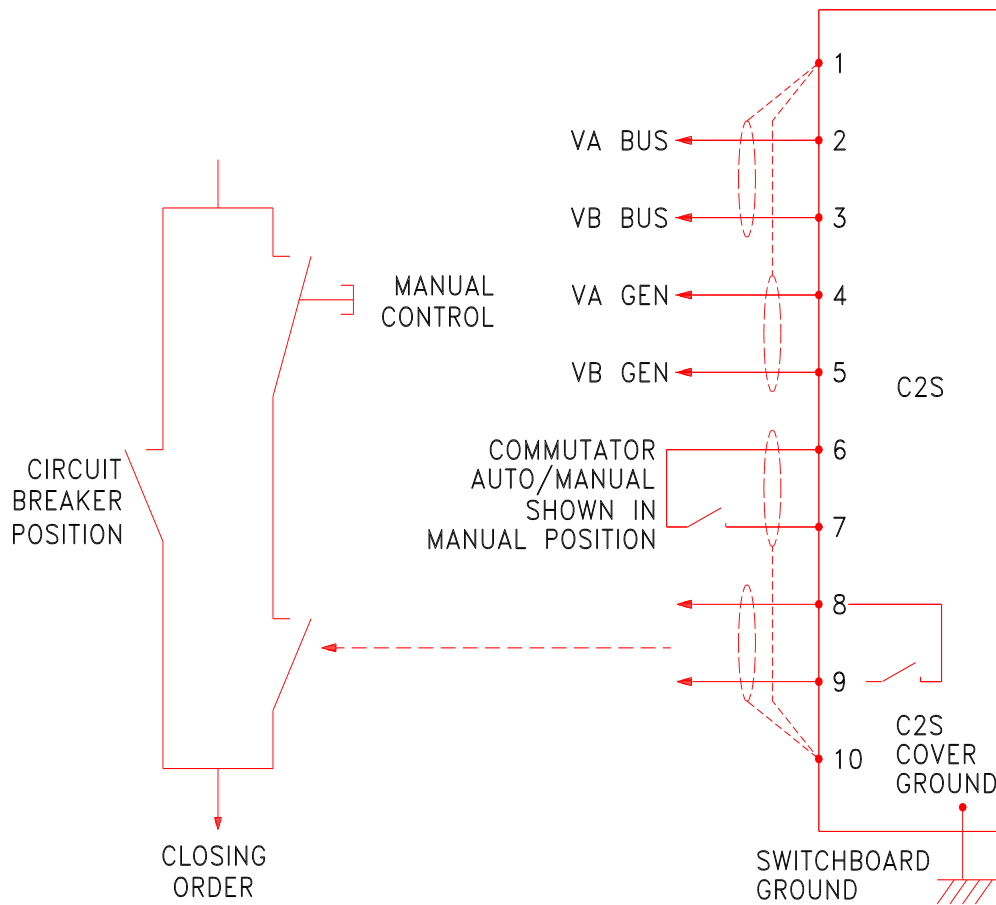 1
VA BUS
2
VB BUS
3
VA GEN
4
VB GEN
5
MANUAL
CONTROL
C2S
CIRCUIT
BREAKER
POSITION
COMMUTATOR
AUTO/MANUAL
SHOWN IN
MANUAL POSITION
6
7
8
9
10
C2S
COVER
GROUND
CLOSING
ORDER
SWITCHBOARD
GROUND